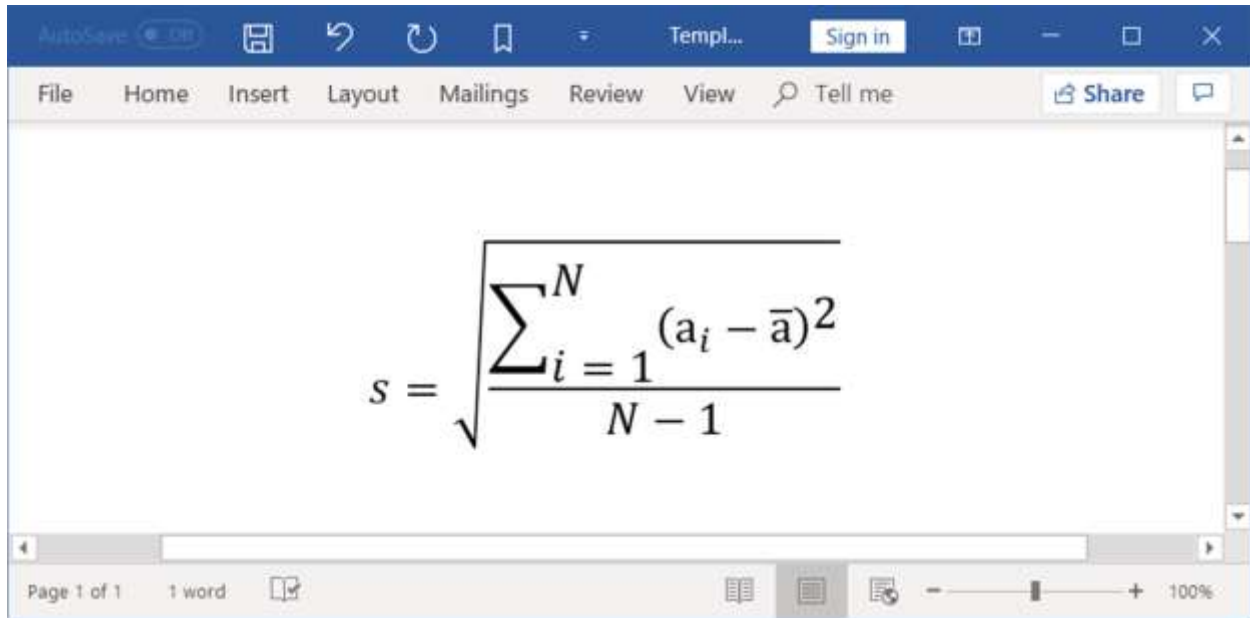 AutoSave Off Templ... Sign in
File Home Insert Layout Mailings Review View Tell me Share
s = √((∑_{i = 1}^{N} (a_i − a̅)²)/(N − 1))
Page 1 of 1 1 word 100%